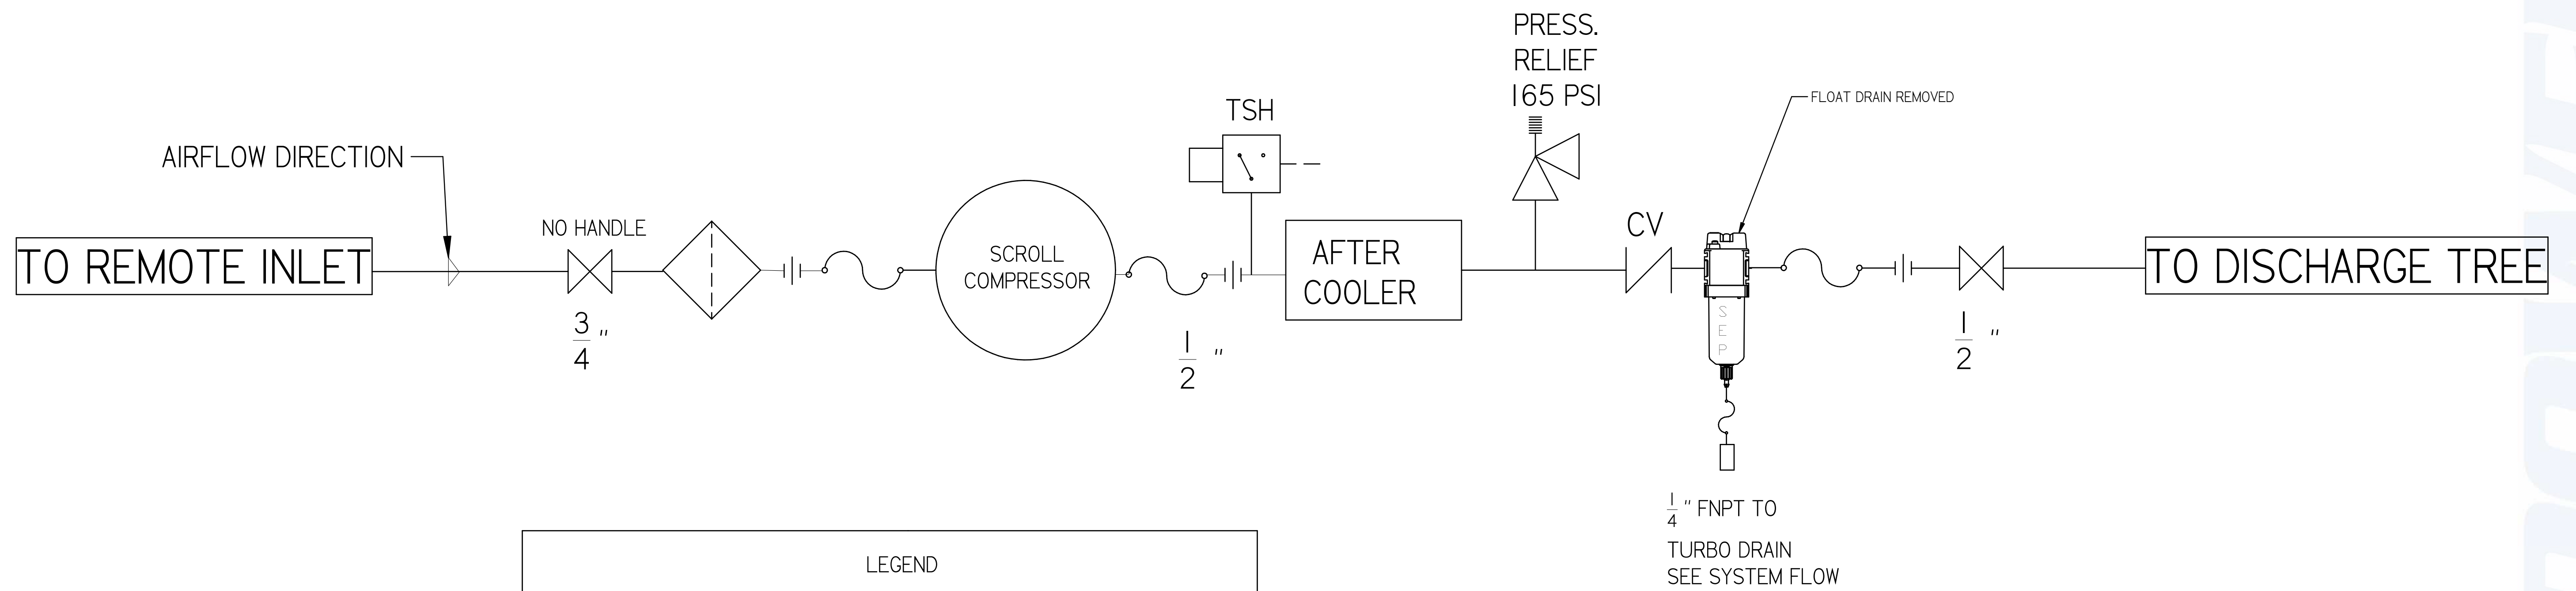 PRESS.
RELIEF
165 PSI
FLOAT DRAIN REMOVED
TSH
AIRFLOW DIRECTION
NO HANDLE
CV
TO REMOTE INLET
SCROLL
COMPRESSOR
AFTER
COOLER
TO DISCHARGE TREE
3/4 "
1/2 "
S
E
P
1/2 "
1/4 " FNPT TO
TURBO DRAIN
SEE SYSTEM FLOW
LEGEND